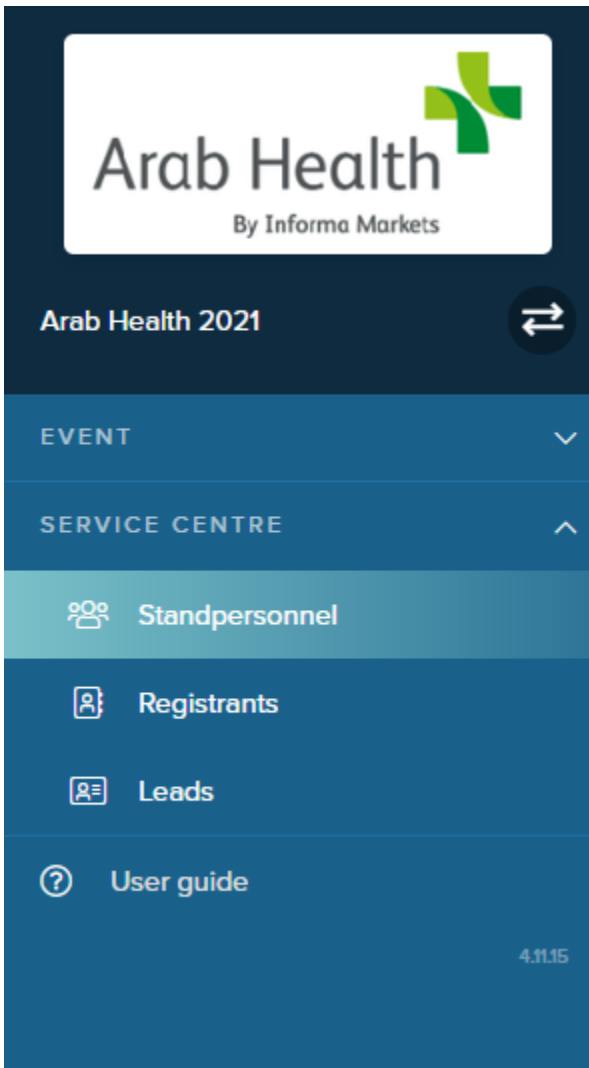 Arab Health
By Informa Markets
Arab Health 2021
EVENT
SERVICE CENTRE
Standpersonnel
Registrants
Leads
User guide
4.11.15